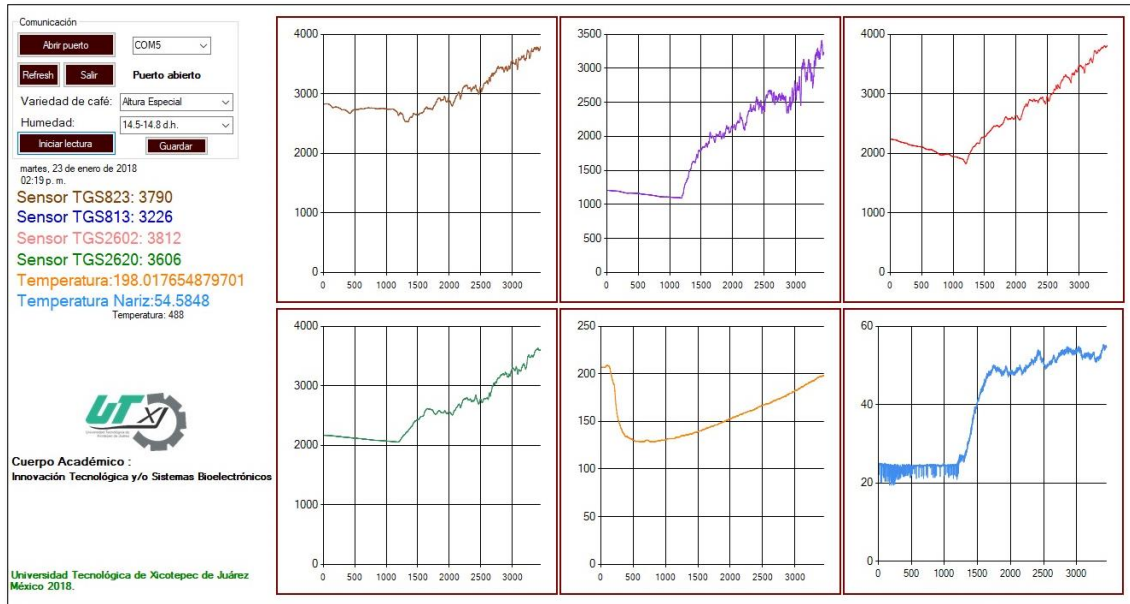 Comunicación
Abrir puerto
COM5
Refresh
Salir
Puerto abierto
Variedad de café:
Altura Especial
Humedad:
14.5-14.8 d.h.
Iniciar lectura
Guardar
martes, 23 de enero de 2018
02:19 p. m.
Sensor TGS823: 3790
Sensor TGS813: 3226
Sensor TGS2602: 3812
Sensor TGS2620: 3606
Temperatura:198.017654879701
Temperatura Nariz:54.5848
Temperatura: 488
UTXJ
Cuerpo Académico :
Innovación Tecnológica y/o Sistemas Bioelectrónicos
Universidad Tecnológica de Xicotepec de Juárez
México 2018.
4000
3000
2000
1000
0
0 500 1000 1500 2000 2500 3000
3500
3000
2500
2000
1500
1000
500
0
0 500 1000 1500 2000 2500 3000
4000
3000
2000
1000
0
0 500 1000 1500 2000 2500 3000
4000
3000
2000
1000
0
0 500 1000 1500 2000 2500 3000
250
200
150
100
50
0
0 500 1000 1500 2000 2500 3000
60
40
20
0
0 500 1000 1500 2000 2500 3000